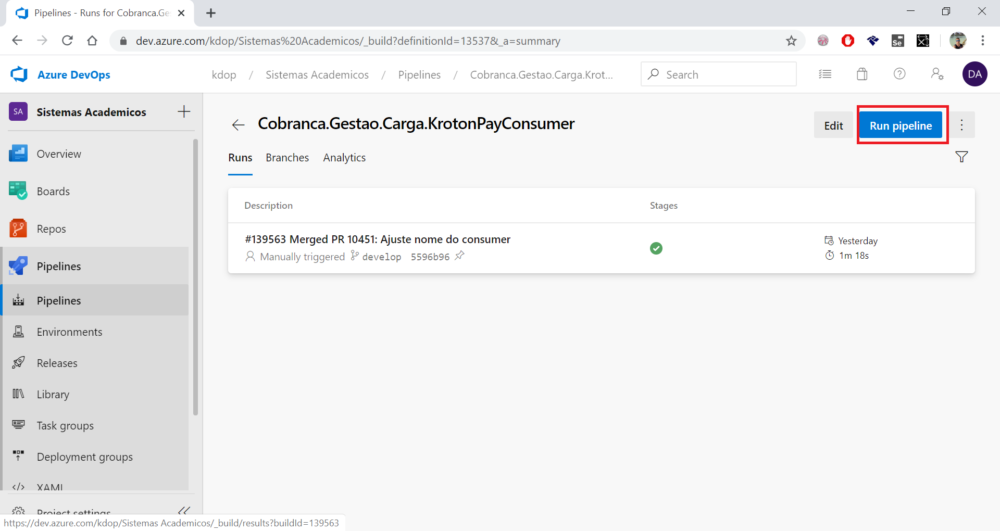 Pipelines - Runs for Cobranca.Ge
dev.azure.com/kdop/Sistemas%20Academicos/_build?definitionId=13537&_a=summary
Se
Azure DevOps
kdop / Sistemas Academicos / Pipelines / Cobranca.Gestao.Carga.Krot...
Search
DA
SA Sistemas Academicos
Cobranca.Gestao.Carga.KrotonPayConsumer
Edit
Run pipeline
Overview
Boards
Repos
Pipelines
Pipelines
Environments
Releases
Library
Task groups
Deployment groups
XAML
Project settings
Runs Branches Analytics
Description Stages
#139563 Merged PR 10451: Ajuste nome do consumer
Manually triggered develop 5596b96
Yesterday
1m 18s
https://dev.azure.com/kdop/Sistemas Academicos/_build/results?buildId=139563